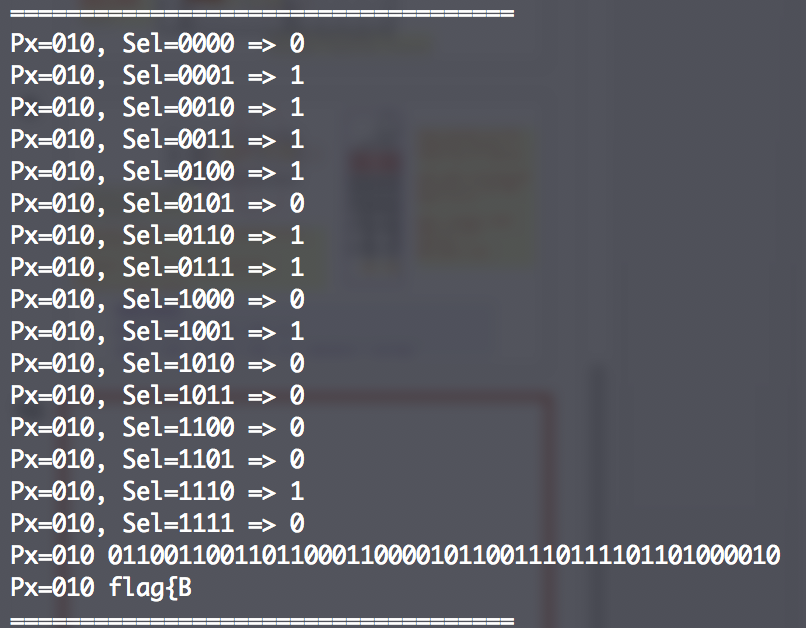 ====================================
Px=010, Sel=0000 => 0
Px=010, Sel=0001 => 1
Px=010, Sel=0010 => 1
Px=010, Sel=0011 => 1
Px=010, Sel=0100 => 1
Px=010, Sel=0101 => 0
Px=010, Sel=0110 => 1
Px=010, Sel=0111 => 1
Px=010, Sel=1000 => 0
Px=010, Sel=1001 => 1
Px=010, Sel=1010 => 0
Px=010, Sel=1011 => 0
Px=010, Sel=1100 => 0
Px=010, Sel=1101 => 0
Px=010, Sel=1110 => 1
Px=010, Sel=1111 => 0
Px=010 011001100110110001100001011001110111101101000010
Px=010 flag{B
====================================